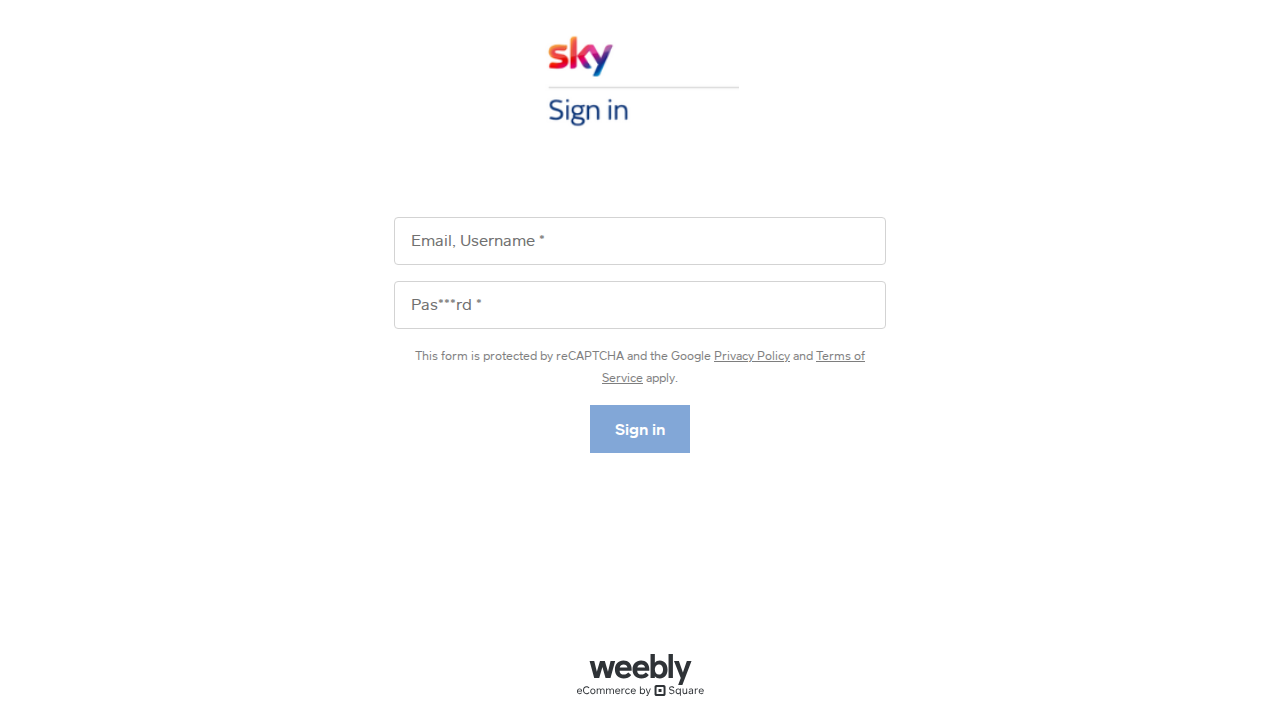 sky
Sign in
Email, Username *
Pas***rd *
This form is protected by reCAPTCHA and the Google Privacy Policy and Terms of
Service apply.
Sign in
weebly
eCommerce by Square